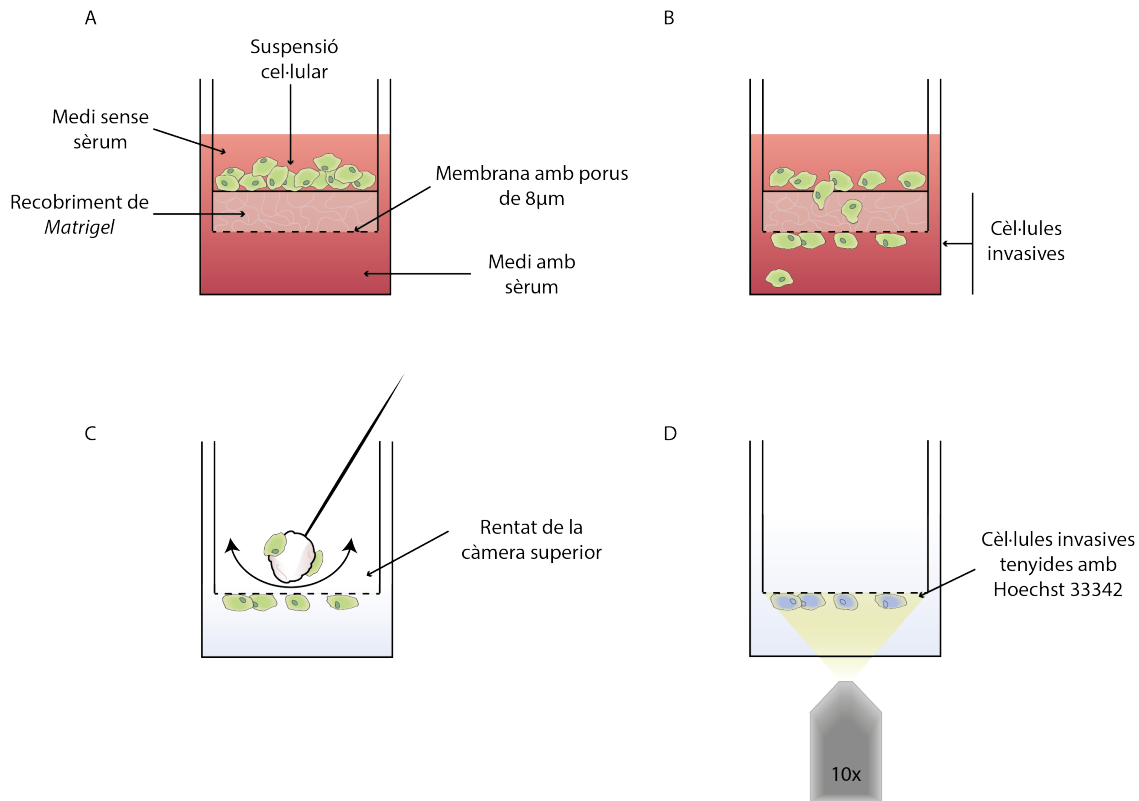 A
Suspensió
cel·lular
Medi sense
sèrum
Recobriment de
Matrigel
Membrana amb porus
de 8µm
Medi amb
sèrum
B
Cèl·lules
invasives
C
Rentat de la
càmera superior
D
Cèl·lules invasives
tenyides amb
Hoechst 33342
10x